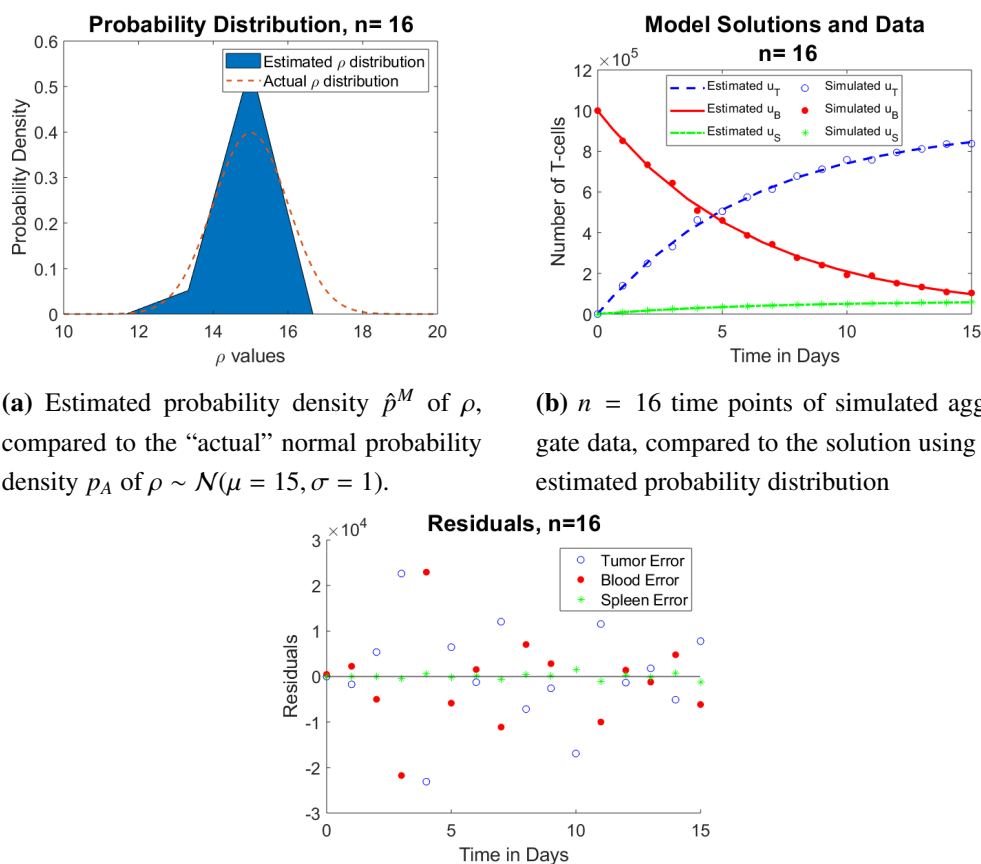 Probability Distribution, n= 16
0.6
0.5
0.4
0.3
0.2
0.1
0
Probability Density
Estimated ρ distribution
Actual ρ distribution
10 12 14 16 18 20
ρ values
Model Solutions and Data
n= 16
×10^5
12
10
8
6
4
2
0
Number of T-cells
Estimated u_T Simulated u_T
Estimated u_B Simulated u_B
Estimated u_S Simulated u_S
0 5 10 15
Time in Days
(a) Estimated probability density p̂^M of ρ,
compared to the “actual” normal probability
density p_A of ρ ∼ N(μ = 15, σ = 1).
(b) n = 16 time points of simulated agg
gate data, compared to the solution using
estimated probability distribution
Residuals, n=16
×10^4
3
2
1
0
-1
-2
-3
Residuals
Tumor Error
Blood Error
Spleen Error
0 5 10 15
Time in Days